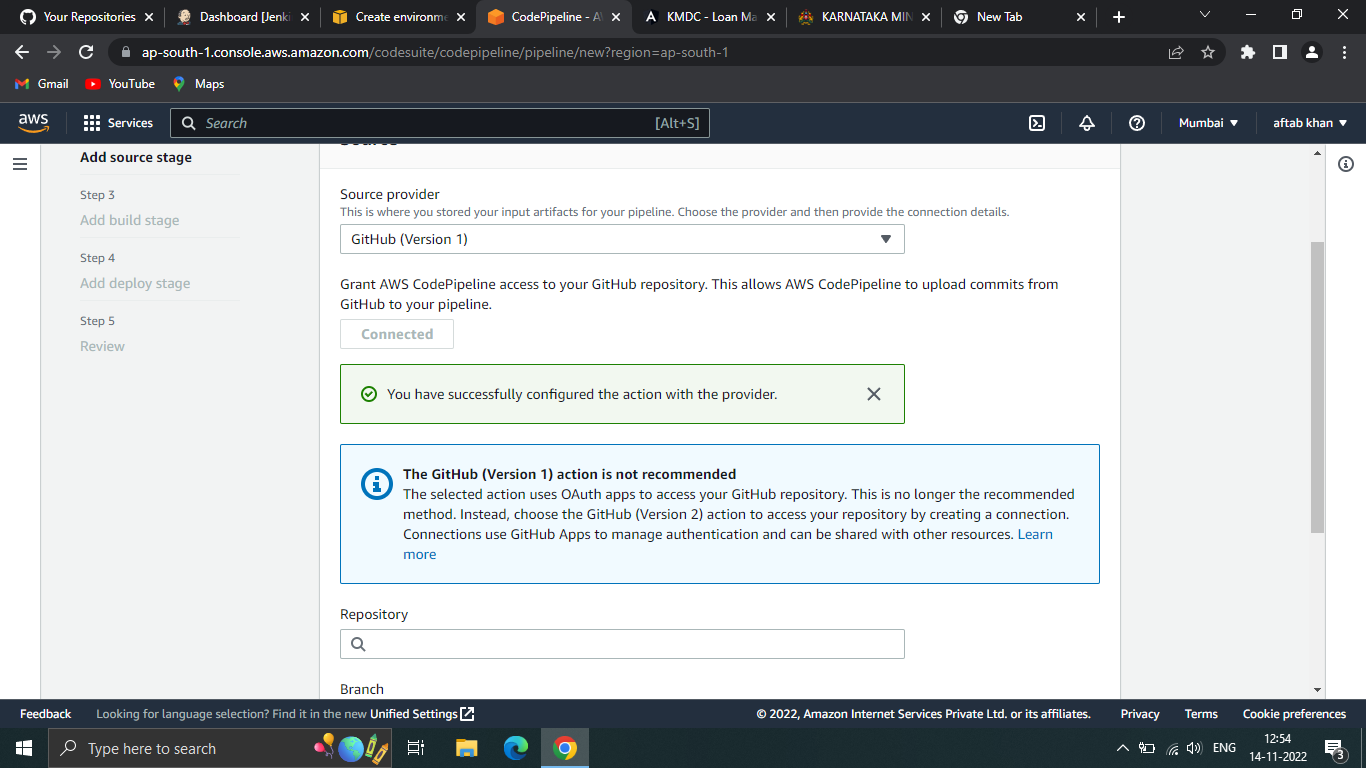 Your Repositories
Dashboard [Jenki
Create environme
CodePipeline - A
KMDC - Loan Ma
KARNATAKA MIN
New Tab
ap-south-1.console.aws.amazon.com/codesuite/codepipeline/pipeline/new?region=ap-south-1
Gmail
YouTube
Maps
aws
Services
Search
[Alt+S]
Mumbai
aftab khan
Add source stage
Step 3
Add build stage
Step 4
Add deploy stage
Step 5
Review
Source
Source provider
This is where you stored your input artifacts for your pipeline. Choose the provider and then provide the connection details.
GitHub (Version 1)
Grant AWS CodePipeline access to your GitHub repository. This allows AWS CodePipeline to upload commits from
GitHub to your pipeline.
Connected
You have successfully configured the action with the provider.
The GitHub (Version 1) action is not recommended
The selected action uses OAuth apps to access your GitHub repository. This is no longer the recommended
method. Instead, choose the GitHub (Version 2) action to access your repository by creating a connection.
Connections use GitHub Apps to manage authentication and can be shared with other resources. Learn
more
Repository
Branch
Feedback
Looking for language selection? Find it in the new Unified Settings
© 2022, Amazon Internet Services Private Ltd. or its affiliates.
Privacy
Terms
Cookie preferences
Type here to search
ENG
12:54
14-11-2022
3